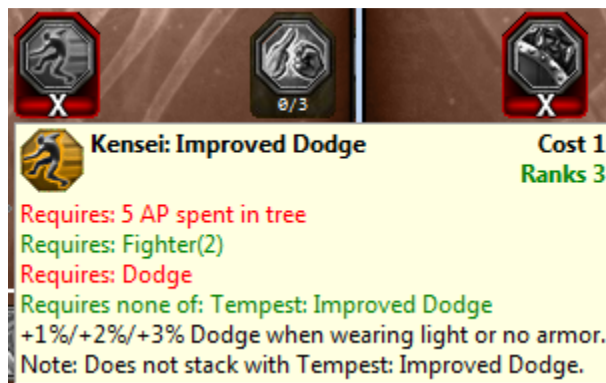 X
0/3
X
Kensei: Improved Dodge Cost 1
Ranks 3
Requires: 5 AP spent in tree
Requires: Fighter(2)
Requires: Dodge
Requires none of: Tempest: Improved Dodge
+1%/+2%/+3% Dodge when wearing light or no armor.
Note: Does not stack with Tempest: Improved Dodge.